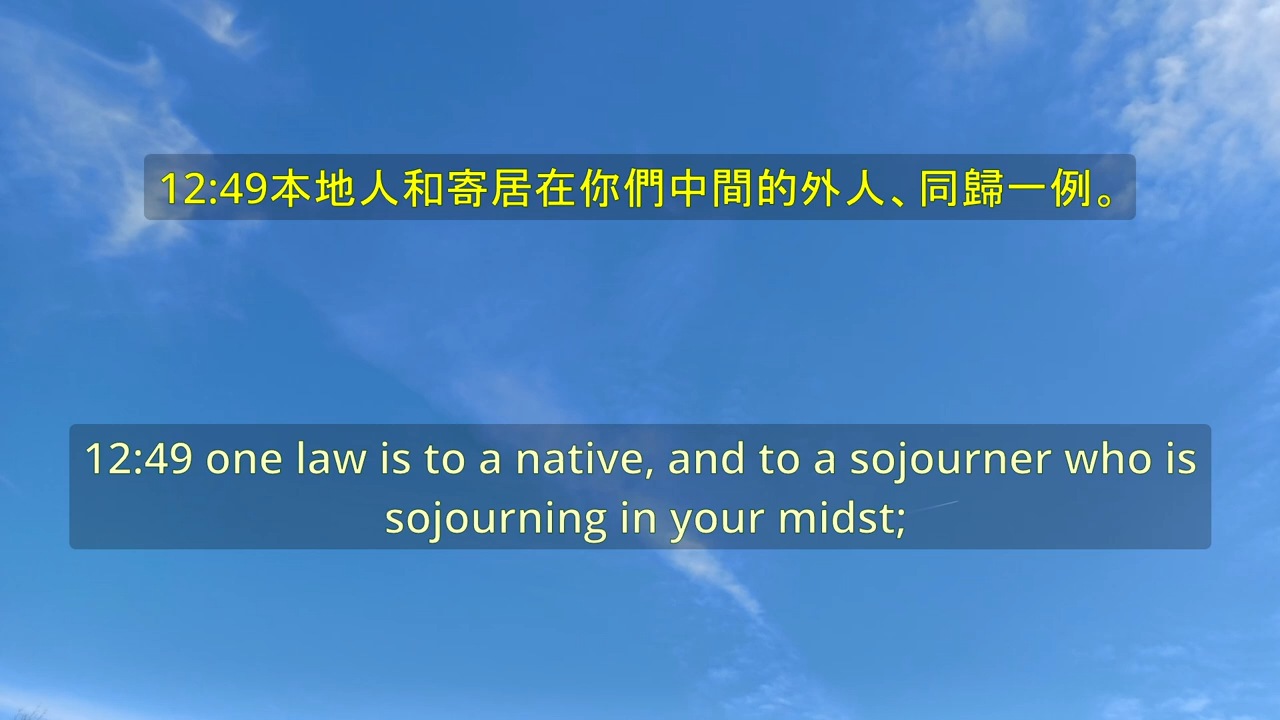 12:49本地人和寄居在你們中間的外人、同歸一例。
12:49 one law is to a native, and to a sojourner who is
sojourning in your midst;